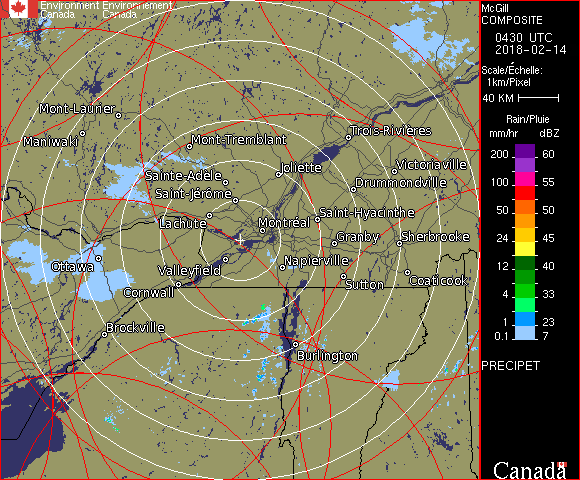 Environment Environnement
Canada Canada
Mont-Laurier
Maniwaki
Mont-Tremblant
Trois-Rivières
Sainte-Adèle
Joliette
Victoriaville
Saint-Jérôme
Drummondville
Lachute
Montréal
Saint-Hyacinthe
Granby
Sherbrooke
Ottawa
Valleyfield
Napierville
Cornwall
Sutton
Coaticook
Brockville
Burlington
McGill
COMPOSITE
0430 UTC
2018-02-14
Scale/Échelle:
1km/Pixel
40 KM
Rain/Pluie
mm/hr dBZ
200 60
150 57
100 55
50 50
24 45
12 40
4 33
1 23
0.1 7
PRECIPET
Canada